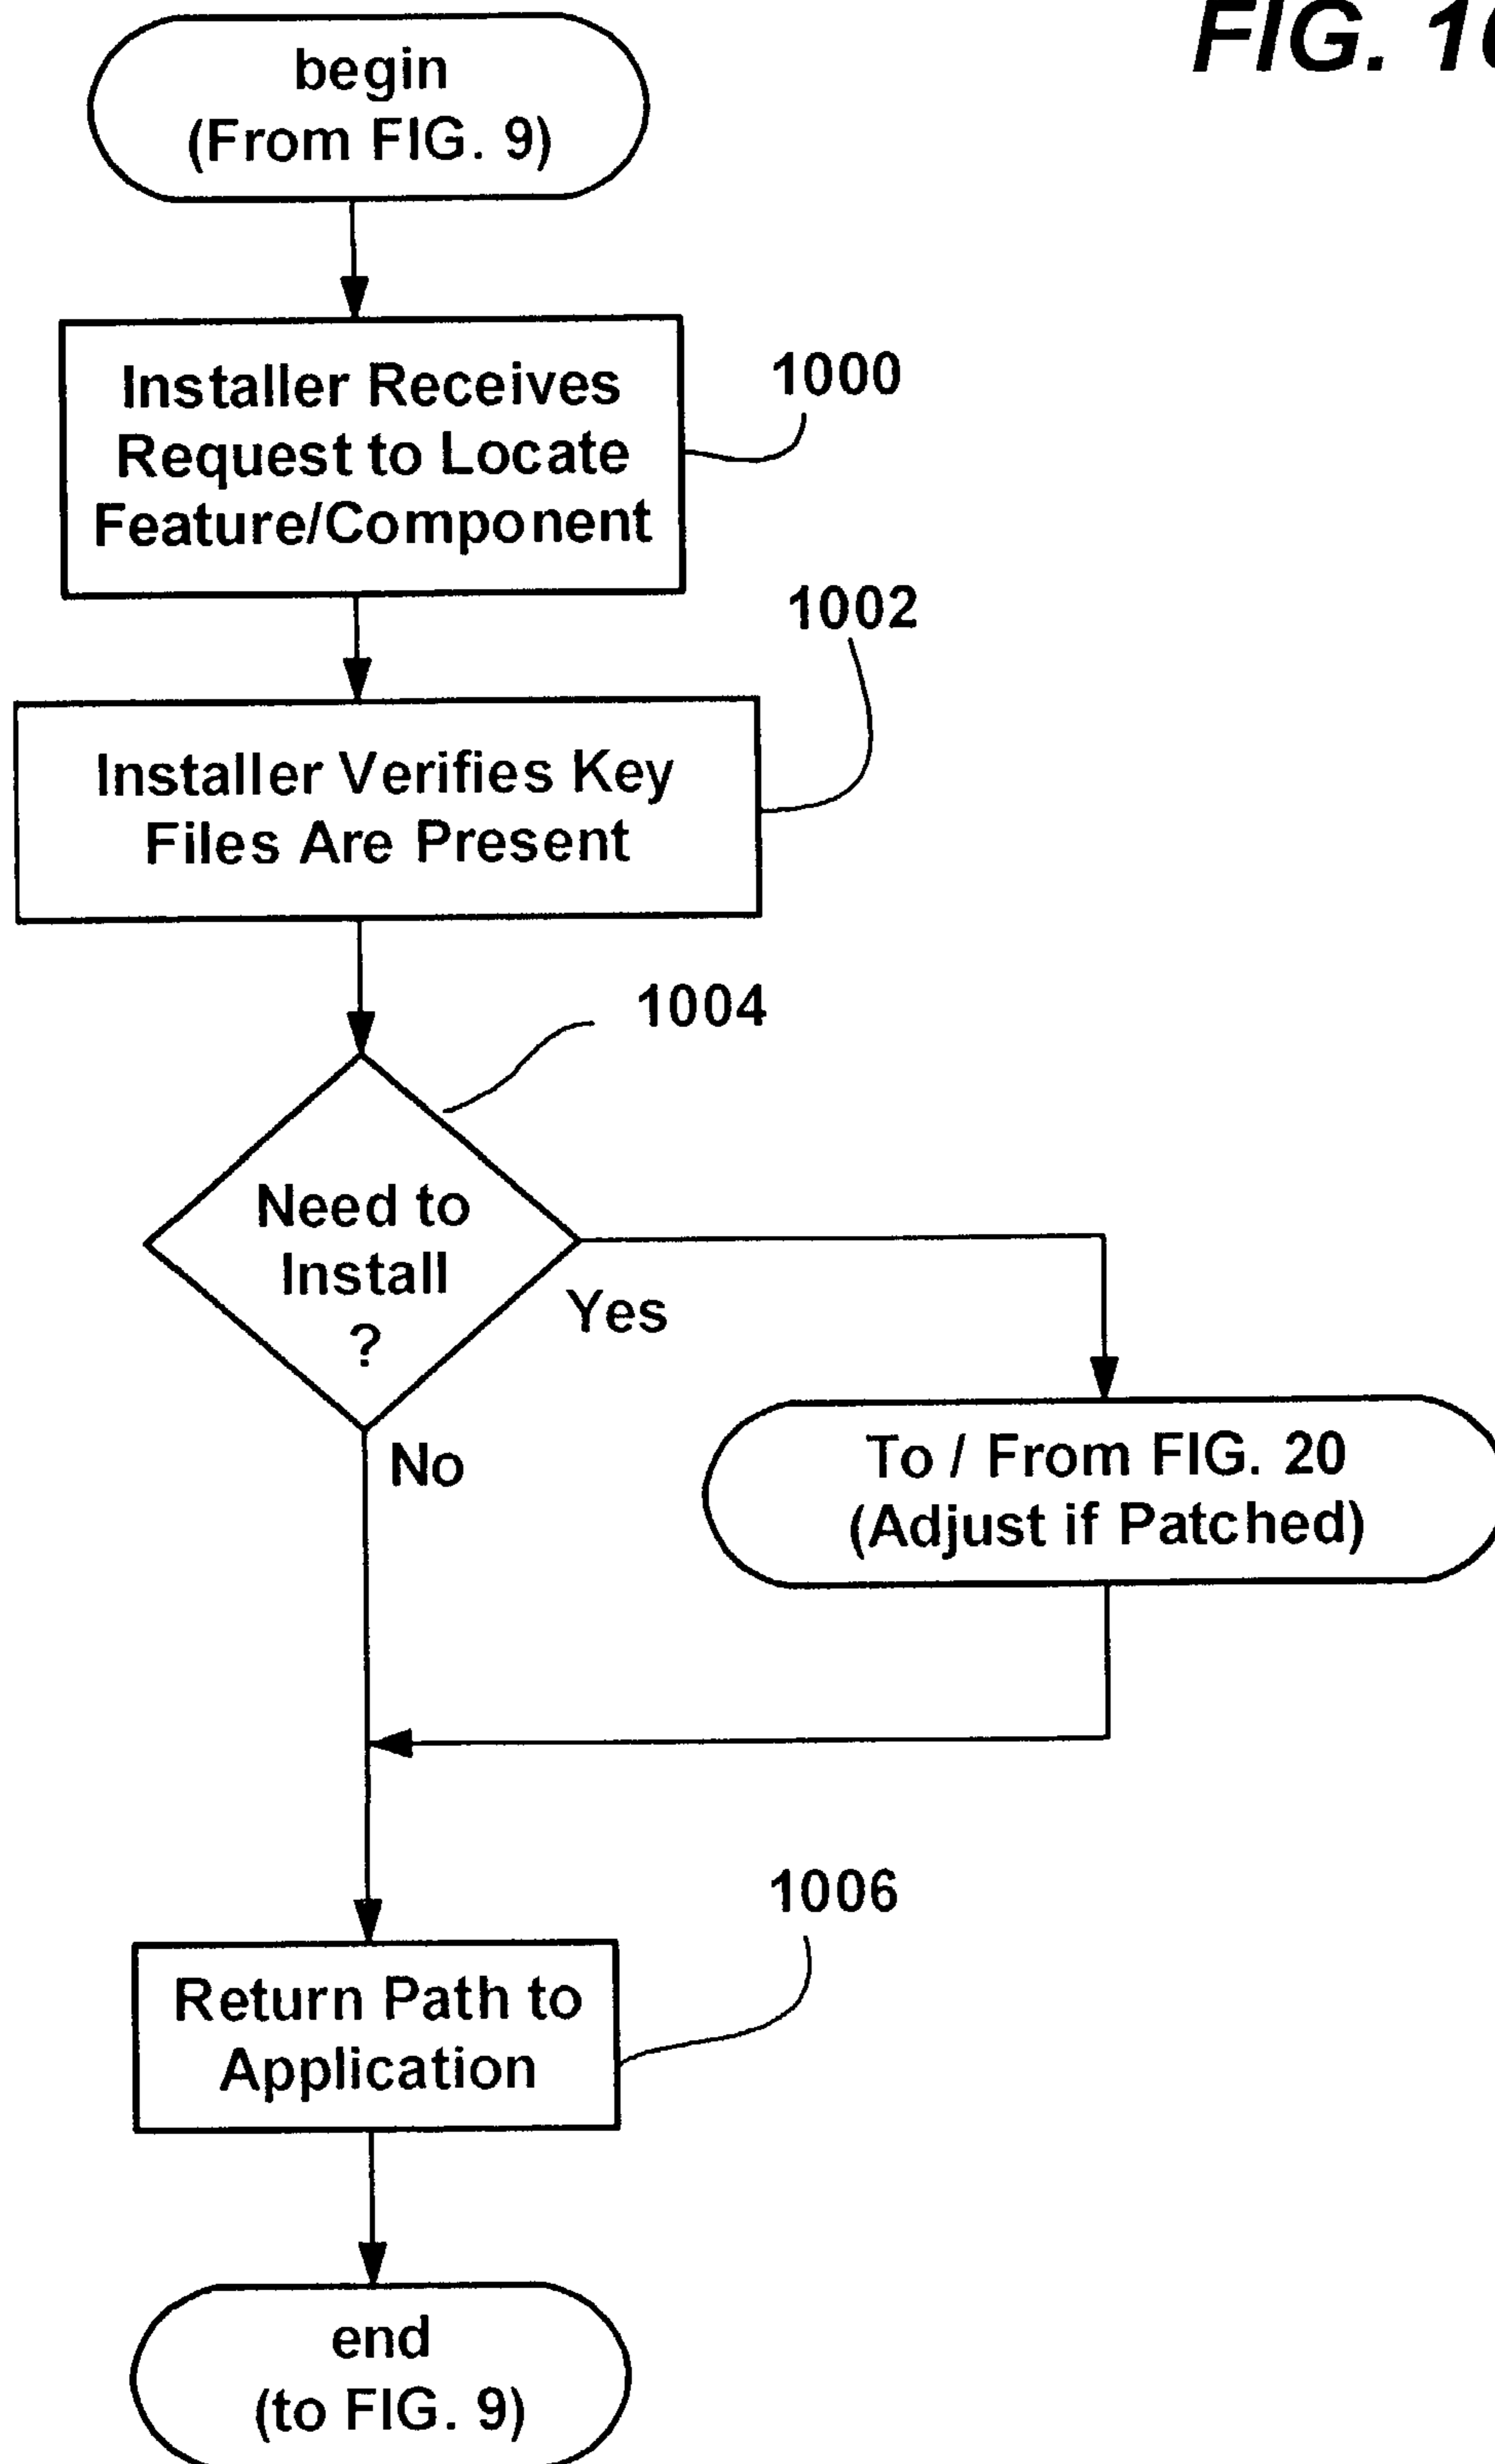 FIG. 10
begin
(From FIG. 9)
Installer Receives
Request to Locate
Feature/Component
1000
1002
Installer Verifies Key
Files Are Present
1004
Need to
Install
?
Yes
No
To / From FIG. 20
(Adjust if Patched)
1006
Return Path to
Application
end
(to FIG. 9)